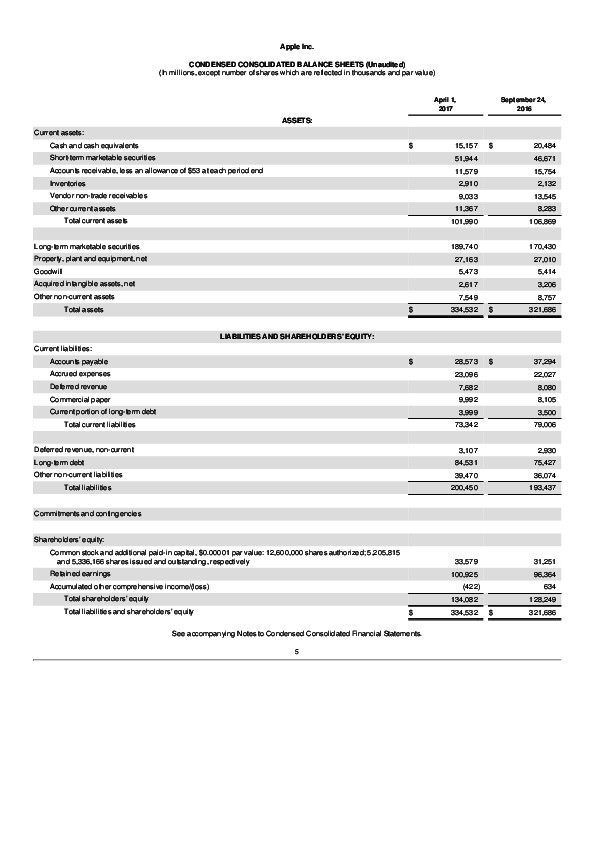 Apple Inc.
CONDENSED CONSOLIDATED BALANCE SHEETS (Unaudited)
(In millions, except number of shares which are reflected in thousands and par value)
April 1, 2017 September 24, 2016
ASSETS:
Current assets:
Cash and cash equivalents $ 15,157 $ 20,484
Short-term marketable securities 51,944 46,671
Accounts receivable, less an allowance of $53 at each period end 11,579 15,754
Inventories 2,910 2,132
Vendor non-trade receivables 9,033 13,545
Other current assets 11,367 8,283
Total current assets 101,990 106,869
Long-term marketable securities 189,740 170,430
Property, plant and equipment, net 27,163 27,010
Goodwill 5,473 5,414
Acquired intangible assets, net 2,617 3,206
Other non-current assets 7,549 8,757
Total assets $ 334,532 $ 321,686
LIABILITIES AND SHAREHOLDERS' EQUITY:
Current liabilities:
Accounts payable $ 28,573 $ 37,294
Accrued expenses 23,096 22,027
Deferred revenue 7,682 8,080
Commercial paper 9,992 8,105
Current portion of long-term debt 3,999 3,500
Total current liabilities 73,342 79,006
Deferred revenue, non-current 3,107 2,930
Long-term debt 84,531 75,427
Other non-current liabilities 39,470 36,074
Total liabilities 200,450 193,437
Commitments and contingencies
Shareholders' equity:
Common stock and additional paid-in capital, $0.00001 par value: 12,600,000 shares authorized; 5,205,815
and 5,336,166 shares issued and outstanding, respectively 33,579 31,251
Retained earnings 100,925 96,364
Accumulated other comprehensive income/(loss) (422) 634
Total shareholders' equity 134,082 128,249
Total liabilities and shareholders' equity $ 334,532 $ 321,686
See accompanying Notes to Condensed Consolidated Financial Statements.
5